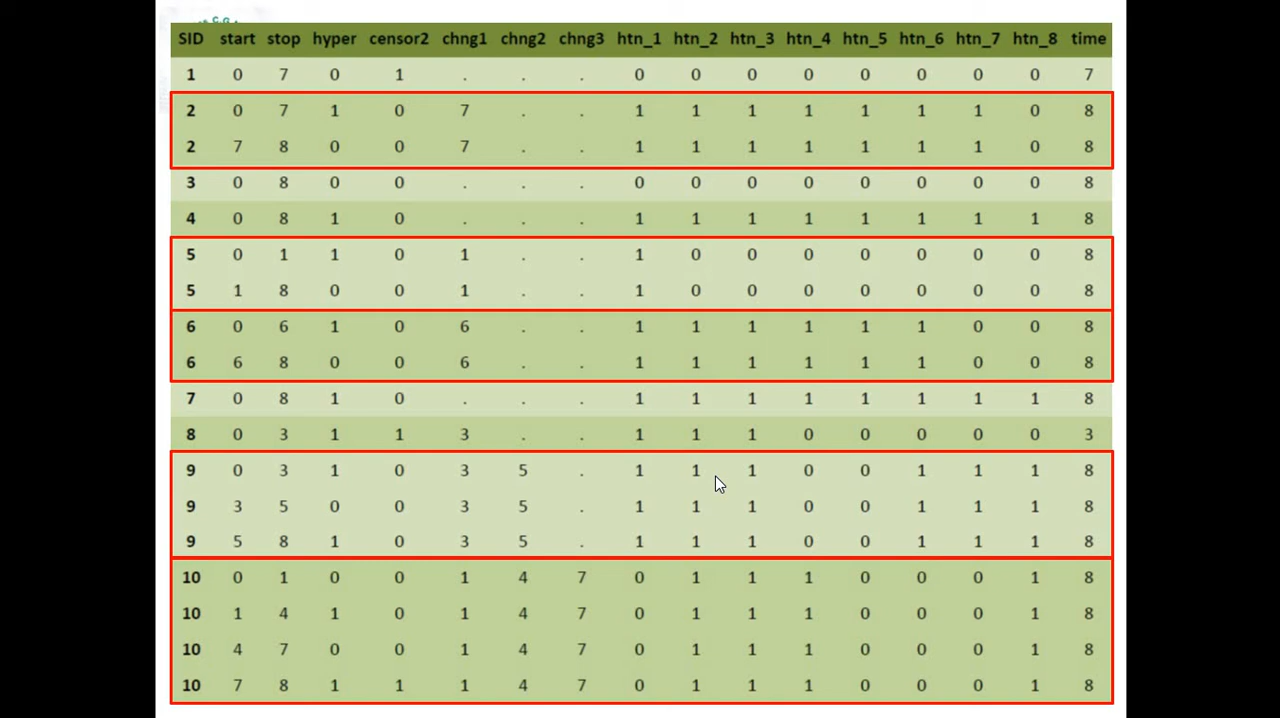 SID start stop hyper censor2 chng1 chng2 chng3 htn_1 htn_2 htn_3 htn_4 htn_5 htn_6 htn_7 htn_8 time
1 0 7 0 1 . . . 0 0 0 0 0 0 0 0 7
2 0 7 1 0 7 . . 1 1 1 1 1 1 1 0 8
2 7 8 0 0 7 . . 1 1 1 1 1 1 1 0 8
3 0 8 0 0 . . . 0 0 0 0 0 0 0 0 8
4 0 8 1 0 . . . 1 1 1 1 1 1 1 1 8
5 0 1 1 0 1 . . 1 0 0 0 0 0 0 0 8
5 1 8 0 0 1 . . 1 0 0 0 0 0 0 0 8
6 0 6 1 0 6 . . 1 1 1 1 1 1 0 0 8
6 6 8 0 0 6 . . 1 1 1 1 1 1 0 0 8
7 0 8 1 0 . . . 1 1 1 1 1 1 1 1 8
8 0 3 1 1 3 . . 1 1 1 0 0 0 0 0 3
9 0 3 1 0 3 5 . 1 1 1 0 0 1 1 1 8
9 3 5 0 0 3 5 . 1 1 1 0 0 1 1 1 8
9 5 8 1 0 3 5 . 1 1 1 0 0 1 1 1 8
10 0 1 0 0 1 4 7 0 1 1 1 0 0 0 1 8
10 1 4 1 0 1 4 7 0 1 1 1 0 0 0 1 8
10 4 7 0 0 1 4 7 0 1 1 1 0 0 0 1 8
10 7 8 1 1 1 4 7 0 1 1 1 0 0 0 1 8